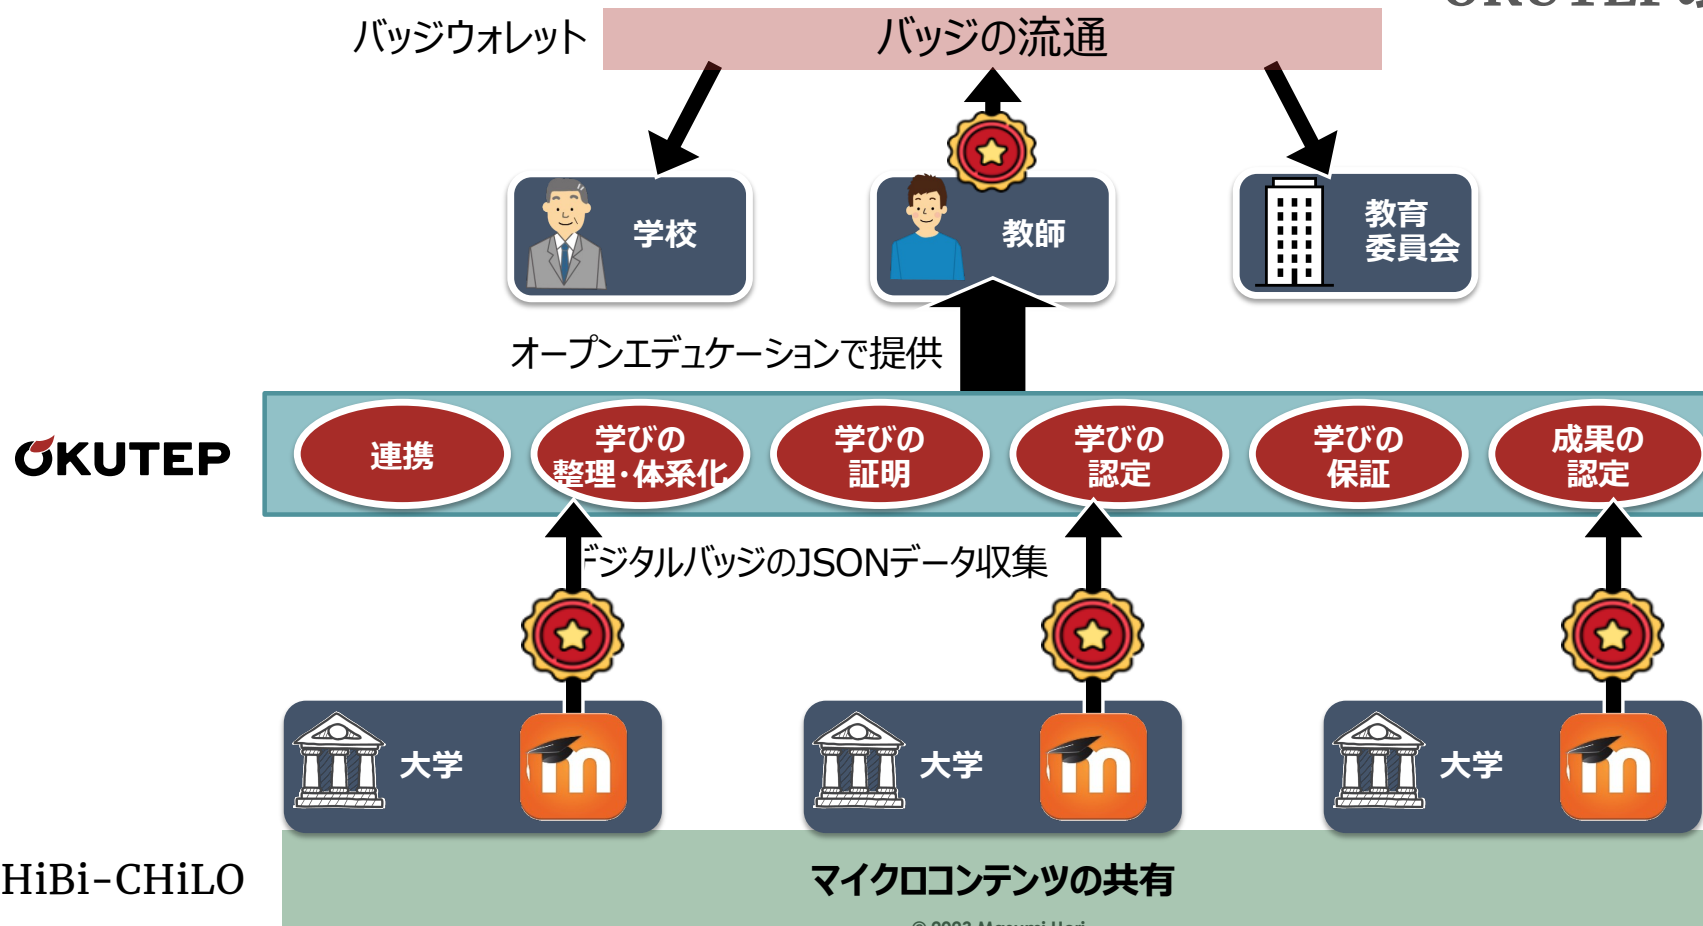 バッジウォレット
バッジの流通
学校
教師
教育
委員会
オープンエデュケーションで提供
OKUTEP
連携
学びの
整理・体系化
学びの
証明
学びの
認定
学びの
保証
成果の
認定
デジタルバッジのJSONデータ収集
大学
m
大学
m
大学
m
HiBi-CHiLO
マイクロコンテンツの共有